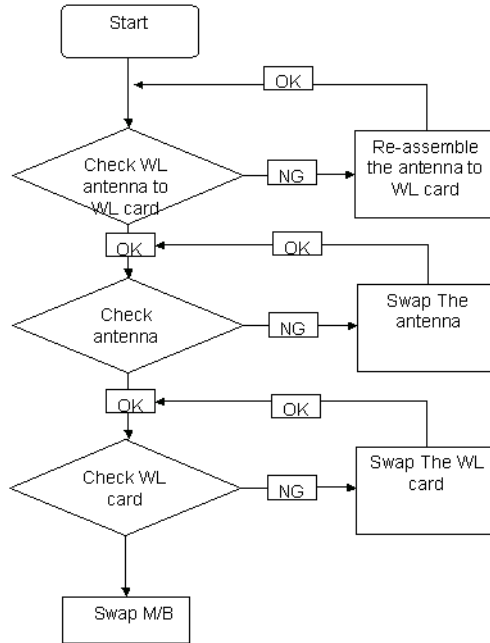 Start
OK
Check WL
antenna to
WL card
NG
Re-assemble
the antenna to
WL card
OK
OK
Check
antenna
NG
Swap The
antenna
OK
OK
Check WL
card
NG
Swap The WL
card
Swap M/B